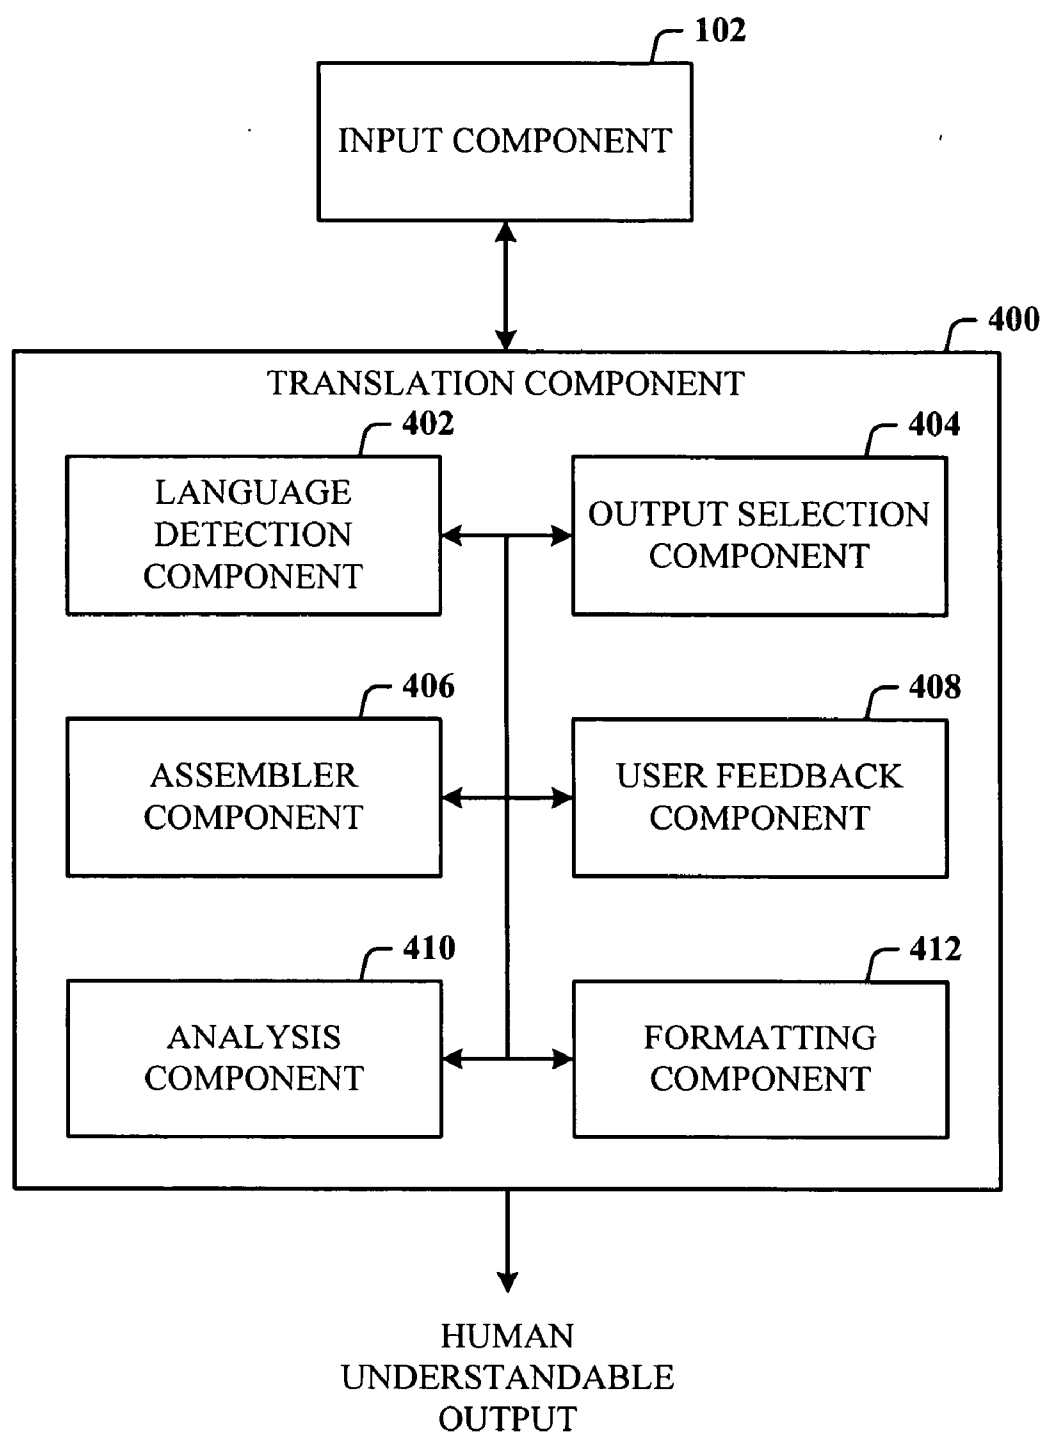 102
INPUT COMPONENT
400
TRANSLATION COMPONENT
402
LANGUAGE
DETECTION
COMPONENT
404
OUTPUT SELECTION
COMPONENT
406
ASSEMBLER
COMPONENT
408
USER FEEDBACK
COMPONENT
410
ANALYSIS
COMPONENT
412
FORMATTING
COMPONENT
HUMAN
UNDERSTANDABLE
OUTPUT